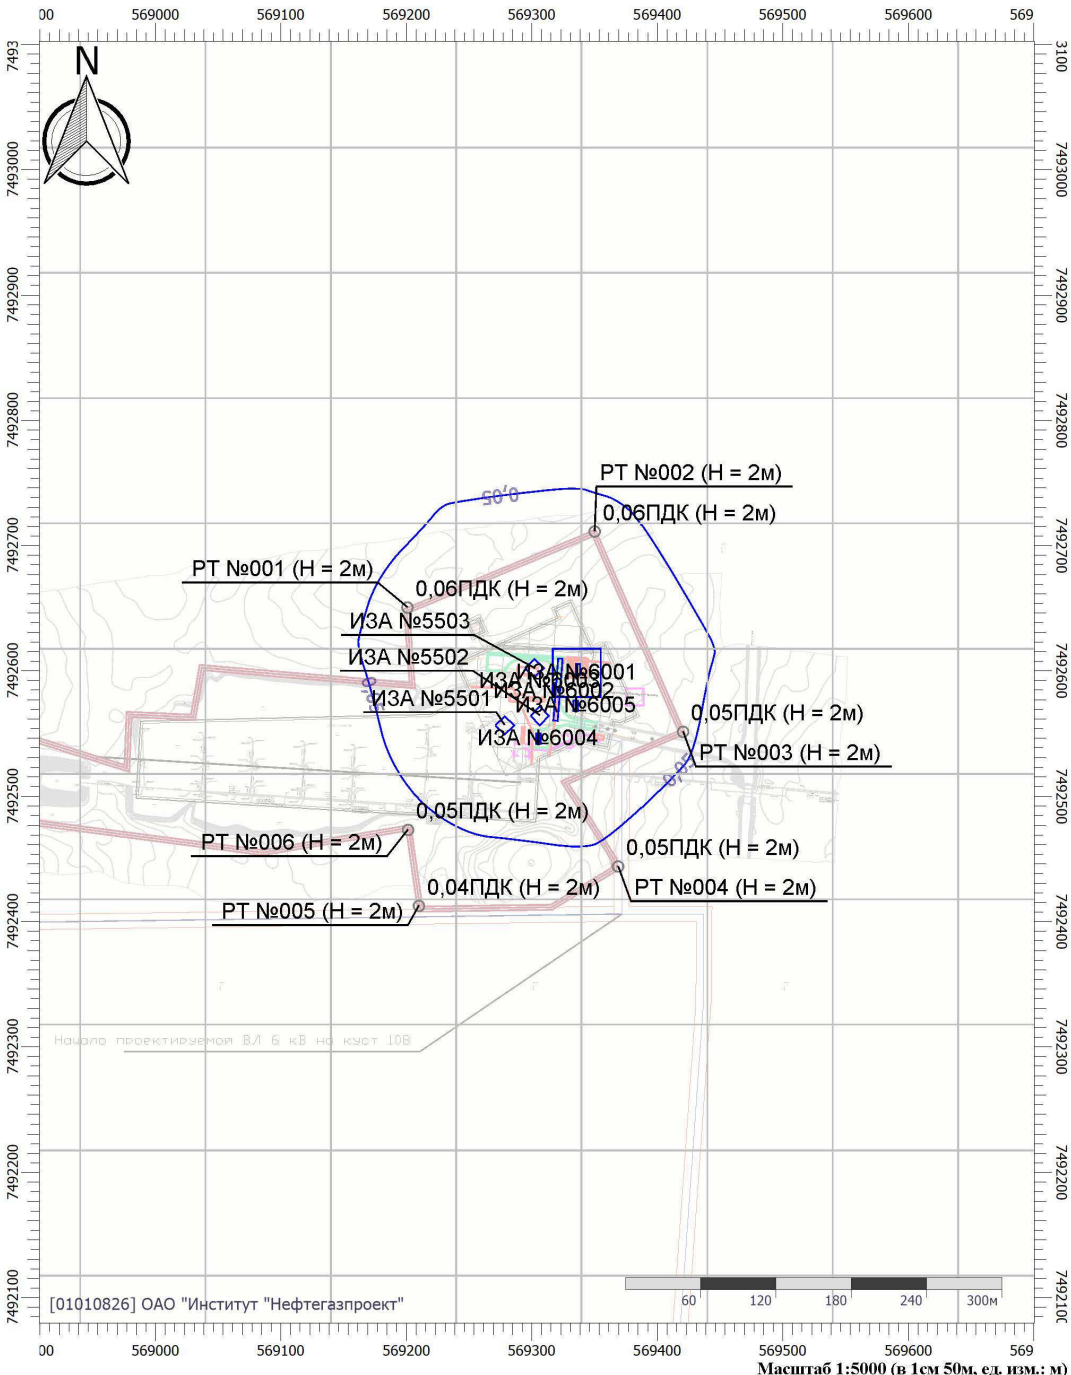 00 569000 569100 569200 569300 569400 569500 569600 569
7493 3100
N
7493000 7493000
7492900 7492900
7492800 7492800
РТ №002 (H = 2м)
0,05
0,06ПДК (H = 2м)
7492700 7492700
РТ №001 (H = 2м)
0,06ПДК (H = 2м)
ИЗА №5503
7492600 7492600
ИЗА №5502
ИЗА №6001
ИЗА №6003
ИЗА №6002
0,05
ИЗА №5501
ИЗА №6005
0,05ПДК (H = 2м)
ИЗА №6004
РТ №003 (H = 2м)
0,05
7492500 7492500
0,05ПДК (H = 2м)
РТ №006 (H = 2м)
0,05ПДК (H = 2м)
0,04ПДК (H = 2м)
РТ №004 (H = 2м)
РТ №005 (H = 2м)
7492400 7492400
Начало проектируемой ВЛ 6 кВ на куст 10В
7492300 7492300
7492200 7492200
7492100 7492100
[01010826] ОАО "Институт "Нефтегазпроект"
60 120 180 240 300м
00 569000 569100 569200 569300 569400 569500 569600 569
Масштаб 1:5000 (в 1см 50м, ед. изм.: м)